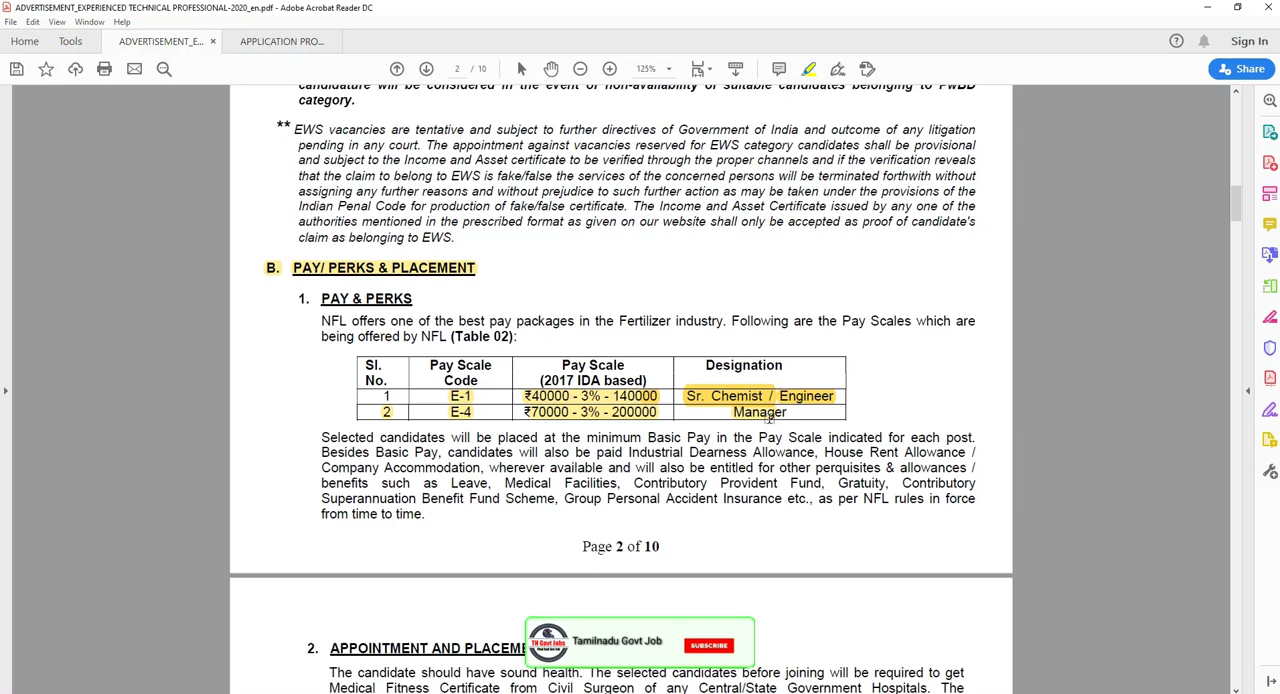 ADVERTISEMENT_EXPERIENCED TECHNICAL PROFESSIONAL-2020_en.pdf - Adobe Acrobat Reader DC
File Edit View Window Help
Home Tools ADVERTISEMENT_E... × APPLICATION PRO... Sign In
2 / 10 125% Share
category.
** EWS vacancies are tentative and subject to further directives of Government of India and outcome of any litigation
pending in any court. The appointment against vacancies reserved for EWS category candidates shall be provisional
and subject to the Income and Asset certificate to be verified through the proper channels and if the verification reveals
that the claim to belong to EWS is fake/false the services of the concerned persons will be terminated forthwith without
assigning any further reasons and without prejudice to such further action as may be taken under the provisions of the
Indian Penal Code for production of fake/false certificate. The Income and Asset Certificate issued by any one of the
authorities mentioned in the prescribed format as given on our website shall only be accepted as proof of candidate's
claim as belonging to EWS.
B. PAY/ PERKS & PLACEMENT
1. PAY & PERKS
NFL offers one of the best pay packages in the Fertilizer industry. Following are the Pay Scales which are
being offered by NFL (Table 02):
Sl. Pay Scale Pay Scale Designation
No. Code (2017 IDA based)
1 E-1 ₹40000 - 3% - 140000 Sr. Chemist / Engineer
2 E-4 ₹70000 - 3% - 200000 Manager
Selected candidates will be placed at the minimum Basic Pay in the Pay Scale indicated for each post.
Besides Basic Pay, candidates will also be paid Industrial Dearness Allowance, House Rent Allowance /
Company Accommodation, wherever available and will also be entitled for other perquisites & allowances /
benefits such as Leave, Medical Facilities, Contributory Provident Fund, Gratuity, Contributory
Superannuation Benefit Fund Scheme, Group Personal Accident Insurance etc., as per NFL rules in force
from time to time.
Page 2 of 10
2. APPOINTMENT AND PLACEME
Tamilnadu Govt Job SUBSCRIBE
TN Govt Jobs
The candidate should have sound health. The selected candidates before joining will be required to get
Medical Fitness Certificate from Civil Surgeon of any Central/State Government Hospitals. The